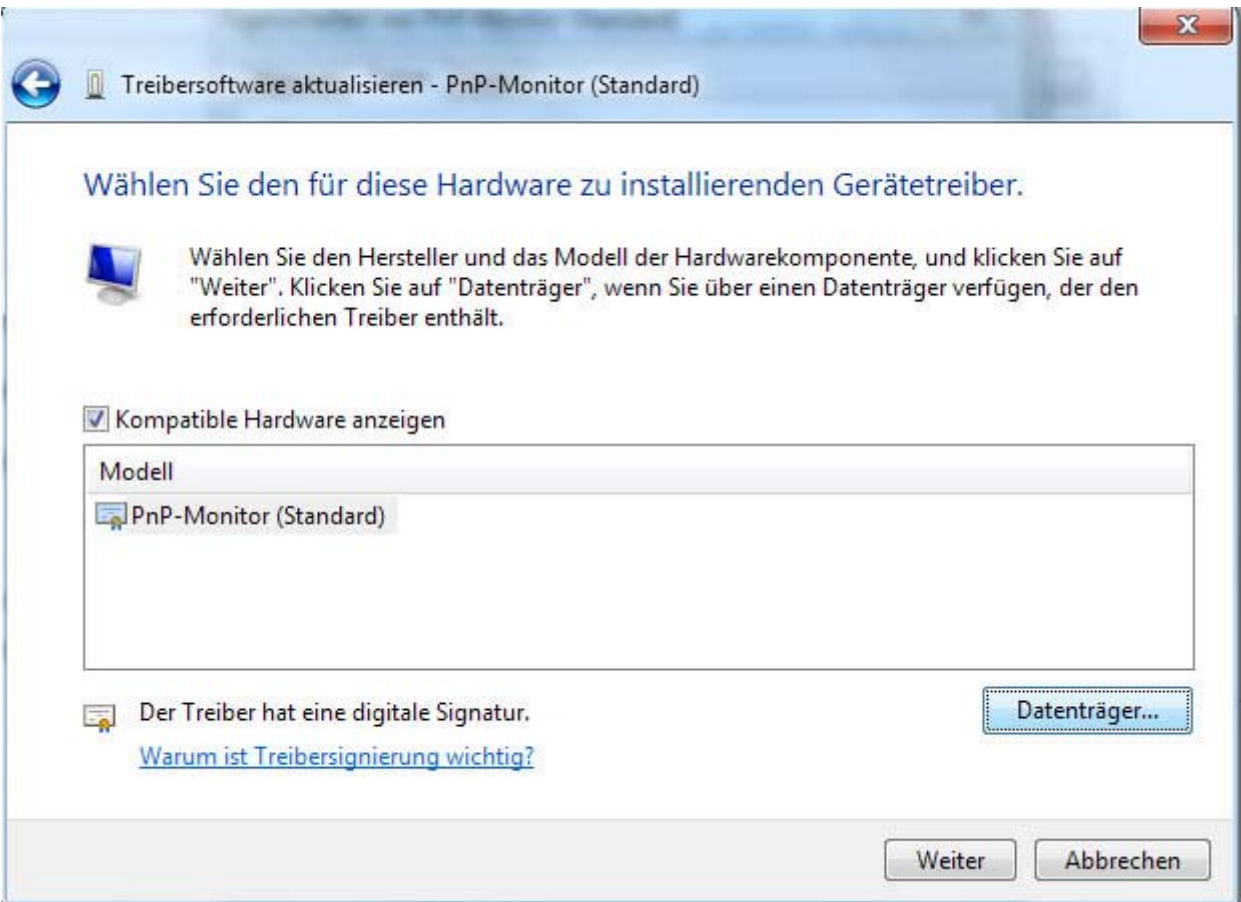 Treibersoftware aktualisieren - PnP-Monitor (Standard)
Wählen Sie den für diese Hardware zu installierenden Gerätetreiber.
Wählen Sie den Hersteller und das Modell der Hardwarekomponente, und klicken Sie auf
"Weiter". Klicken Sie auf "Datenträger", wenn Sie über einen Datenträger verfügen, der den
erforderlichen Treiber enthält.
Kompatible Hardware anzeigen
Modell
PnP-Monitor (Standard)
Der Treiber hat eine digitale Signatur.
Datenträger...
Warum ist Treibersignierung wichtig?
Weiter
Abbrechen